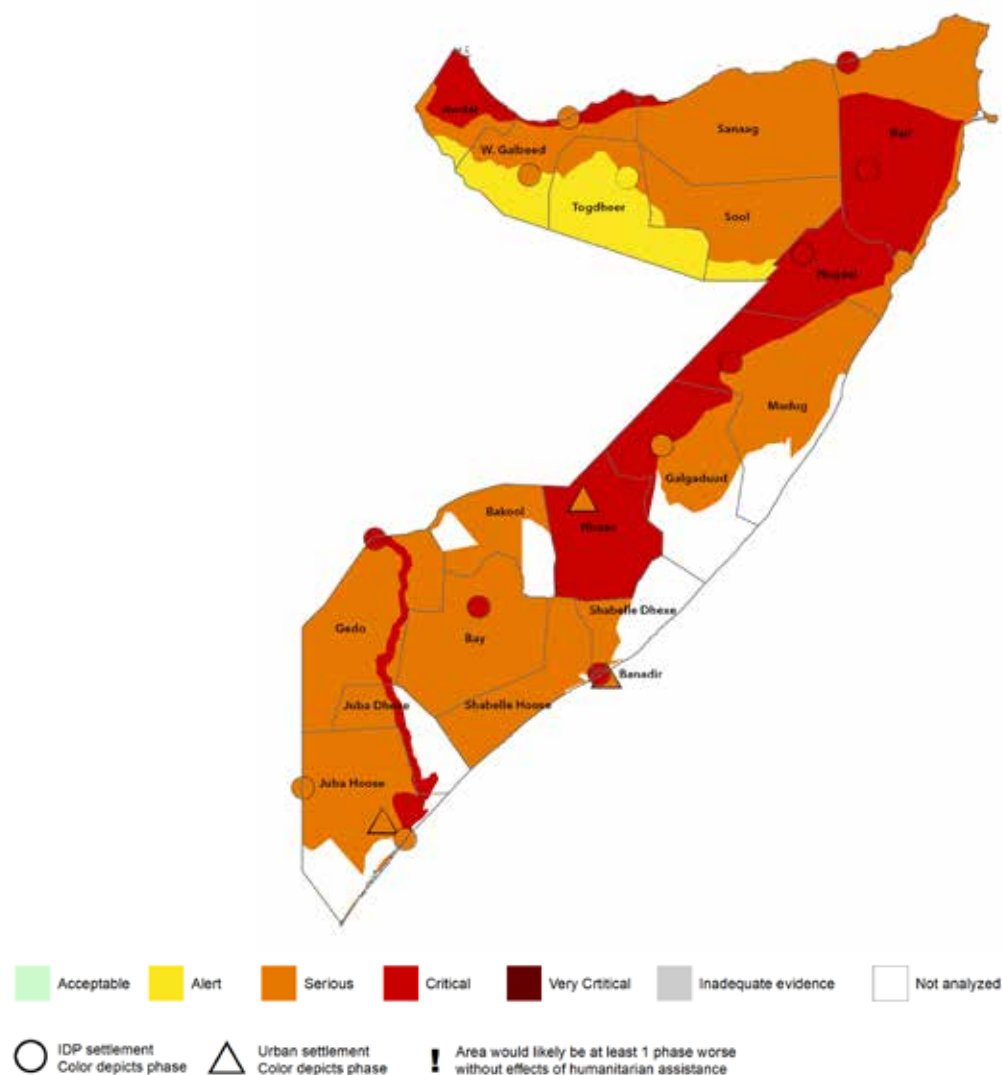 Awdal
W. Galbeed
Sanaag
Bari
Togdheer
Sool
Nugaal
Mudug
Galgaduud
Bakool
Hiraan
Shabelle Dhexe
Gedo
Bay
Banadir
Juba Dhexe
Shabelle Hoose
Juba Hoose
Acceptable
Alert
Serious
Critical
Very Crtitical
Inadequate evidence
Not analyzed
IDP settlement
Color depicts phase
Urban settlement
Color depicts phase
! Area would likely be at least 1 phase worse
without effects of humanitarian assistance